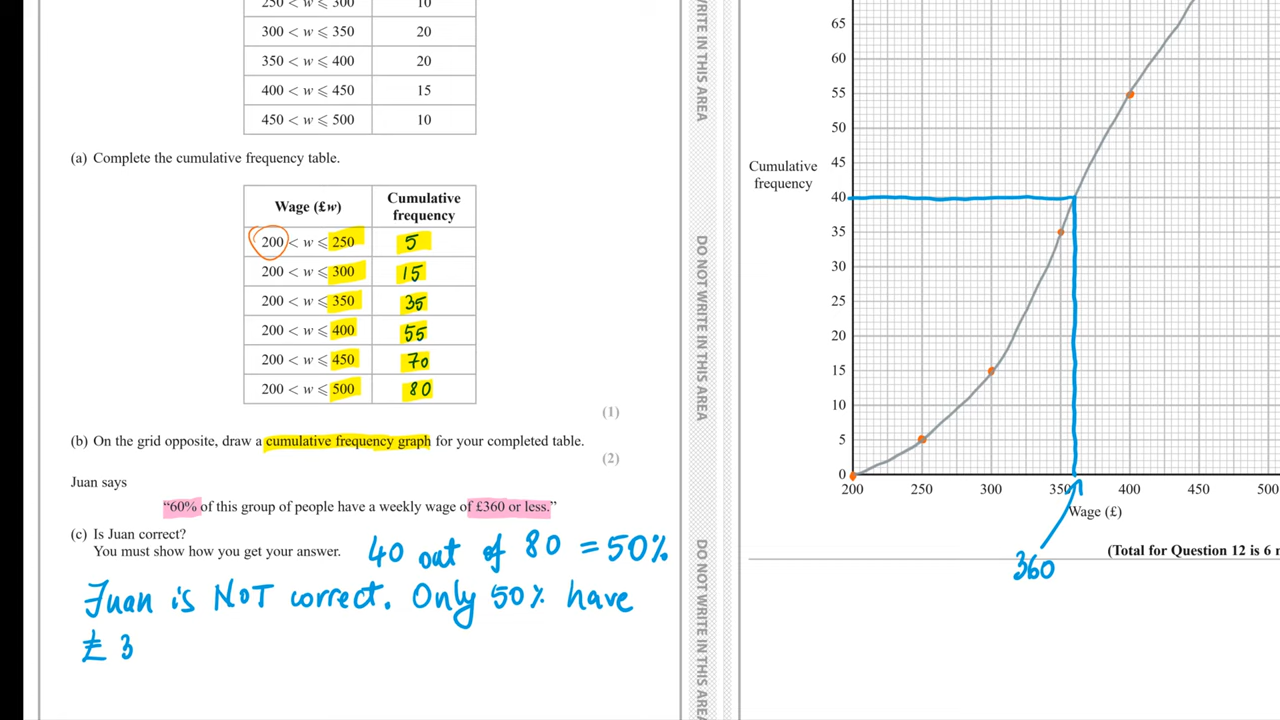 250 < w ⩽ 300 10
300 < w ⩽ 350 20
350 < w ⩽ 400 20
400 < w ⩽ 450 15
450 < w ⩽ 500 10
(a) Complete the cumulative frequency table.
Wage (£w) Cumulative frequency
200 < w ⩽ 250 5
200 < w ⩽ 300 15
200 < w ⩽ 350 35
200 < w ⩽ 400 55
200 < w ⩽ 450 70
200 < w ⩽ 500 80
(1)
(b) On the grid opposite, draw a cumulative frequency graph for your completed table.
(2)
Juan says
“60% of this group of people have a weekly wage of £360 or less.”
(c) Is Juan correct?
You must show how you get your answer.
40 out of 80 = 50%
Juan is NOT correct. Only 50% have
£ 3
WRITE IN THIS AREA
DO NOT WRITE IN THIS AREA
DO NOT WRITE IN THIS AREA
65
60
55
50
Cumulative
frequency
45
40
35
30
25
20
15
10
5
0
200 250 300 350 400 450 500
Wage (£)
360
(Total for Question 12 is 6